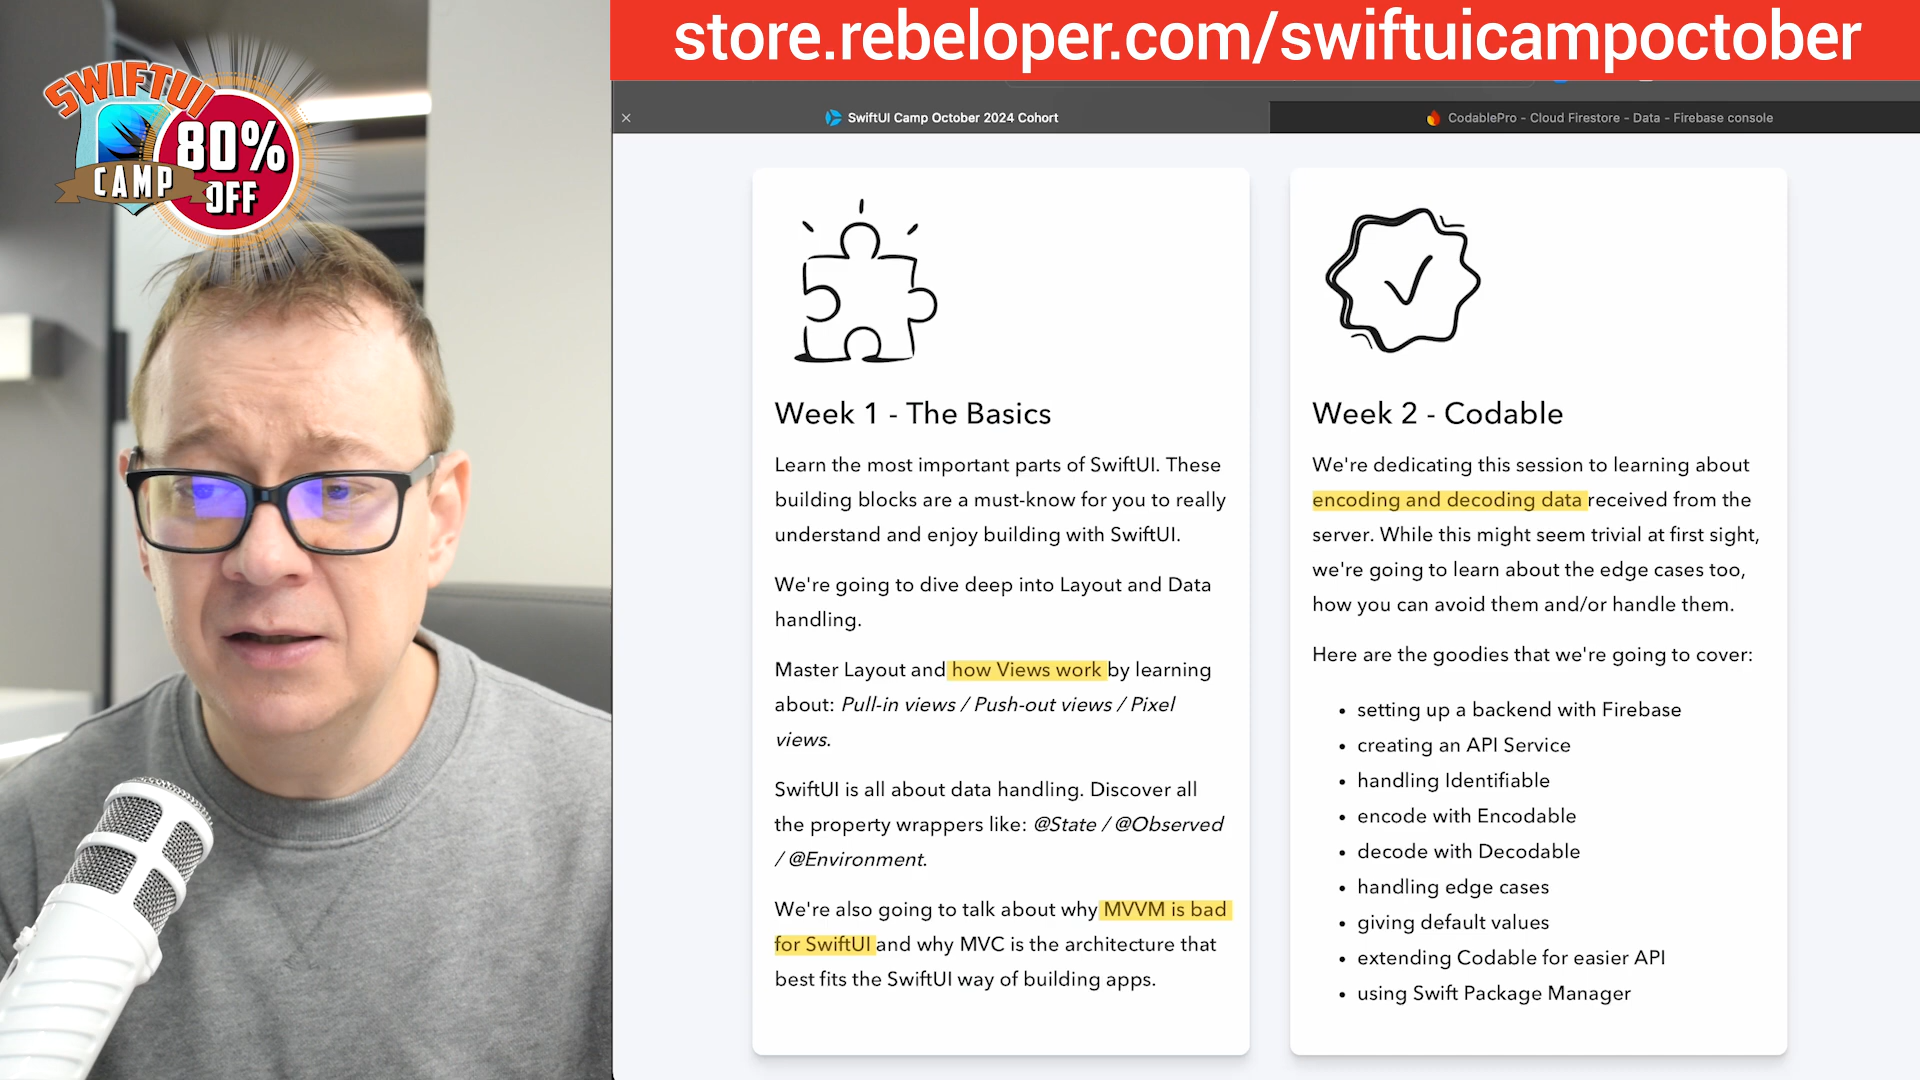 SWIFTUI
CAMP
80%
OFF
store.rebeloper.com/swiftuicampoctober
SwiftUI Camp October 2024 Cohort
CodablePro - Cloud Firestore - Data - Firebase console
Week 1 - The Basics
Learn the most important parts of SwiftUI. These
building blocks are a must-know for you to really
understand and enjoy building with SwiftUI.
We're going to dive deep into Layout and Data
handling.
Master Layout and how Views work by learning
about: Pull-in views / Push-out views / Pixel
views.
SwiftUI is all about data handling. Discover all
the property wrappers like: @State / @Observed
/ @Environment.
We're also going to talk about why MVVM is bad
for SwiftUI and why MVC is the architecture that
best fits the SwiftUI way of building apps.
Week 2 - Codable
We're dedicating this session to learning about
encoding and decoding data received from the
server. While this might seem trivial at first sight,
we're going to learn about the edge cases too,
how you can avoid them and/or handle them.
Here are the goodies that we're going to cover:
• setting up a backend with Firebase
• creating an API Service
• handling Identifiable
• encode with Encodable
• decode with Decodable
• handling edge cases
• giving default values
• extending Codable for easier API
• using Swift Package Manager